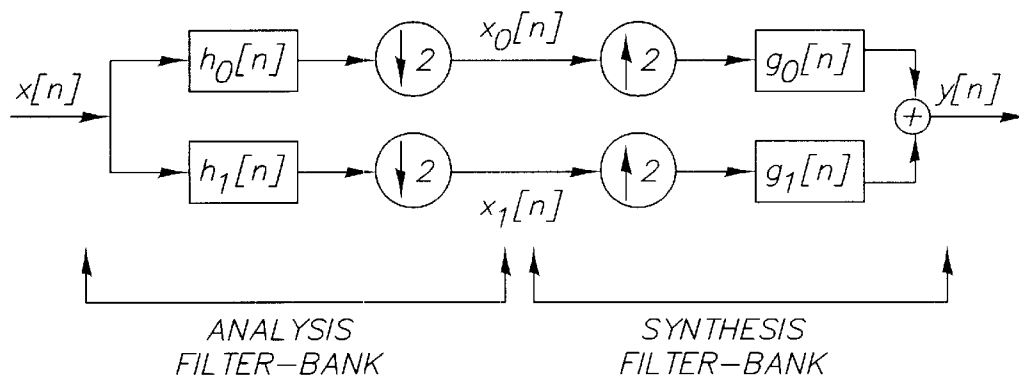 x[n]
h0[n]
↓ 2
x0[n]
↑ 2
g0[n]
+
y[n]
h1[n]
↓ 2
x1[n]
↑ 2
g1[n]
ANALYSIS
FILTER-BANK
SYNTHESIS
FILTER-BANK